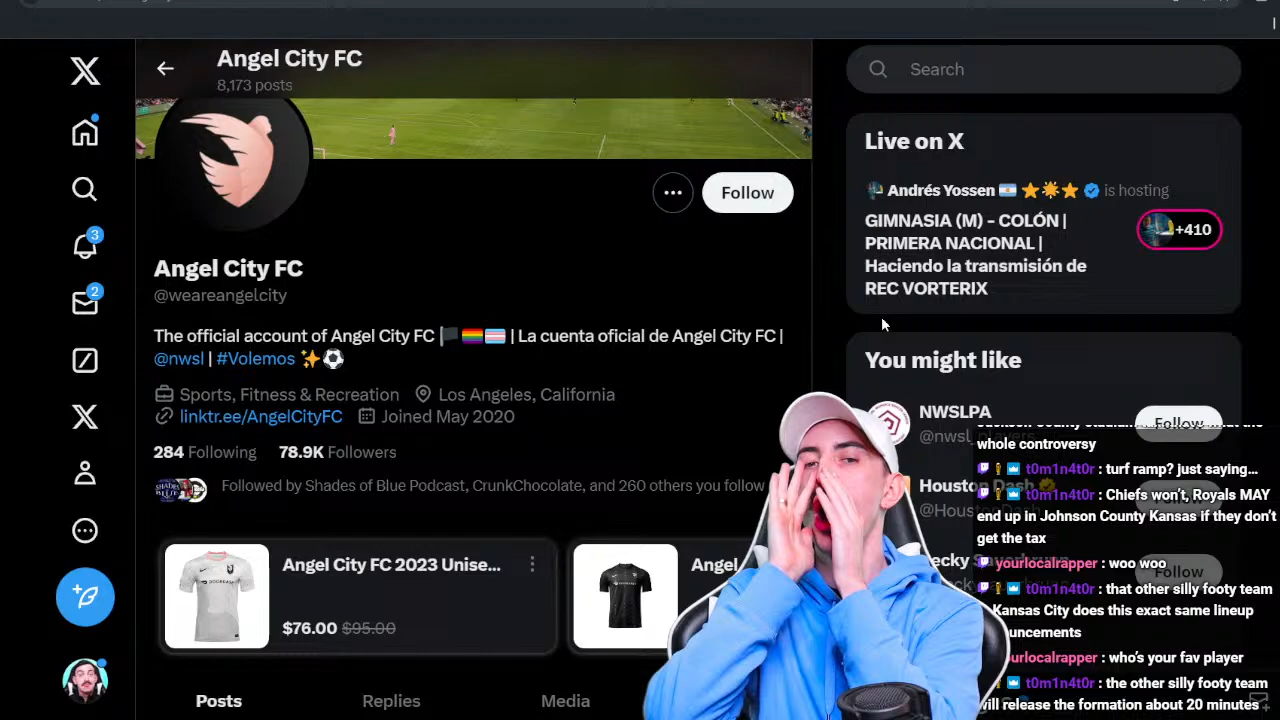 Angel City FC
8,173 posts
Follow
Angel City FC
@weareangelcity
The official account of Angel City FC 🏴🏳️‍🌈🏳️‍⚧️ | La cuenta oficial de Angel City FC |
@nwsl | #Volemos ✨⚽
Sports, Fitness & Recreation Los Angeles, California
linktr.ee/AngelCityFC Joined May 2020
284 Following 78.9K Followers
SHADES
BLUE
Followed by Shades of Blue Podcast, CrunkChocolate, and 260 others you follow
Angel City FC 2023 Unise...
$76.00 $95.00
Angel
Posts Replies Media
3
2
Search
Live on X
Andrés Yossen 🇦🇷 ⭐☀⭐ is hosting
GIMNASIA (M) - COLÓN |
PRIMERA NACIONAL |
Haciendo la transmisión de
REC VORTERIX
+410
You might like
NWSLPA
Follow
Houston
Follow
whole controversy
t0m1n4t0r : turf ramp? just saying...
t0m1n4t0r : Chiefs won't, Royals MAY
end up in Johnson County Kansas if they don't
get the tax
yourlocalrapper : woo woo
t0m1n4t0r : that other silly footy team
Kansas City does this exact same lineup
yourlocalrapper : who's your fav player
t0m1n4t0r : the other silly footy team
will release the formation about 20 minutes